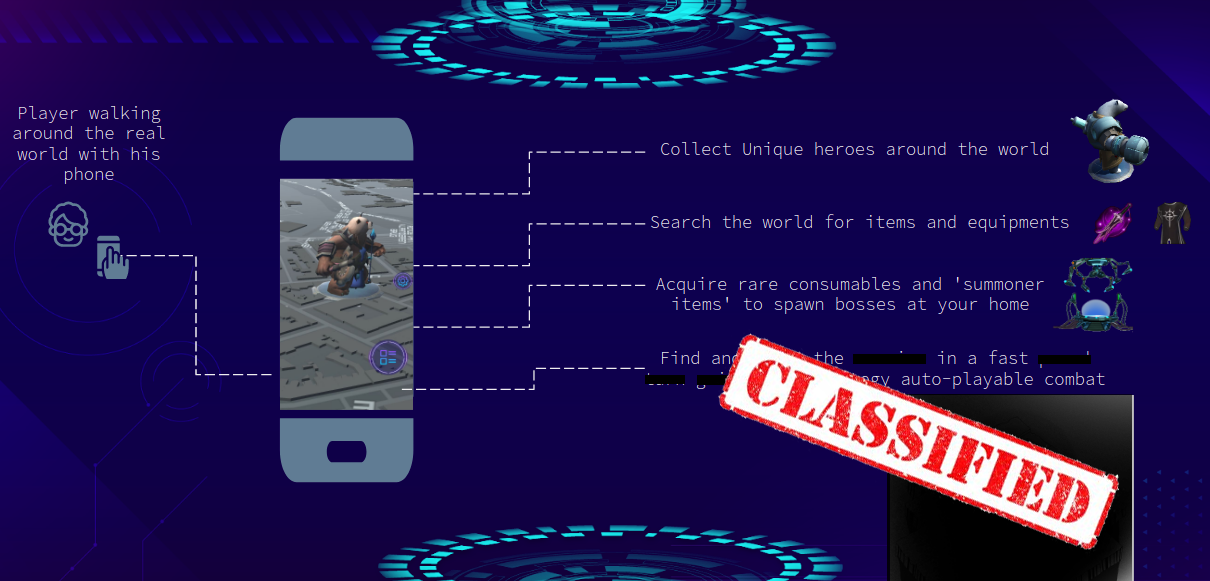 Player walking
around the real
world with his
phone
Collect Unique heroes around the world
Search the world for items and equipments
Acquire rare consumables and 'summoner
items' to spawn bosses at your home
Find the in a fast
auto-playable combat
CLASSIFIED